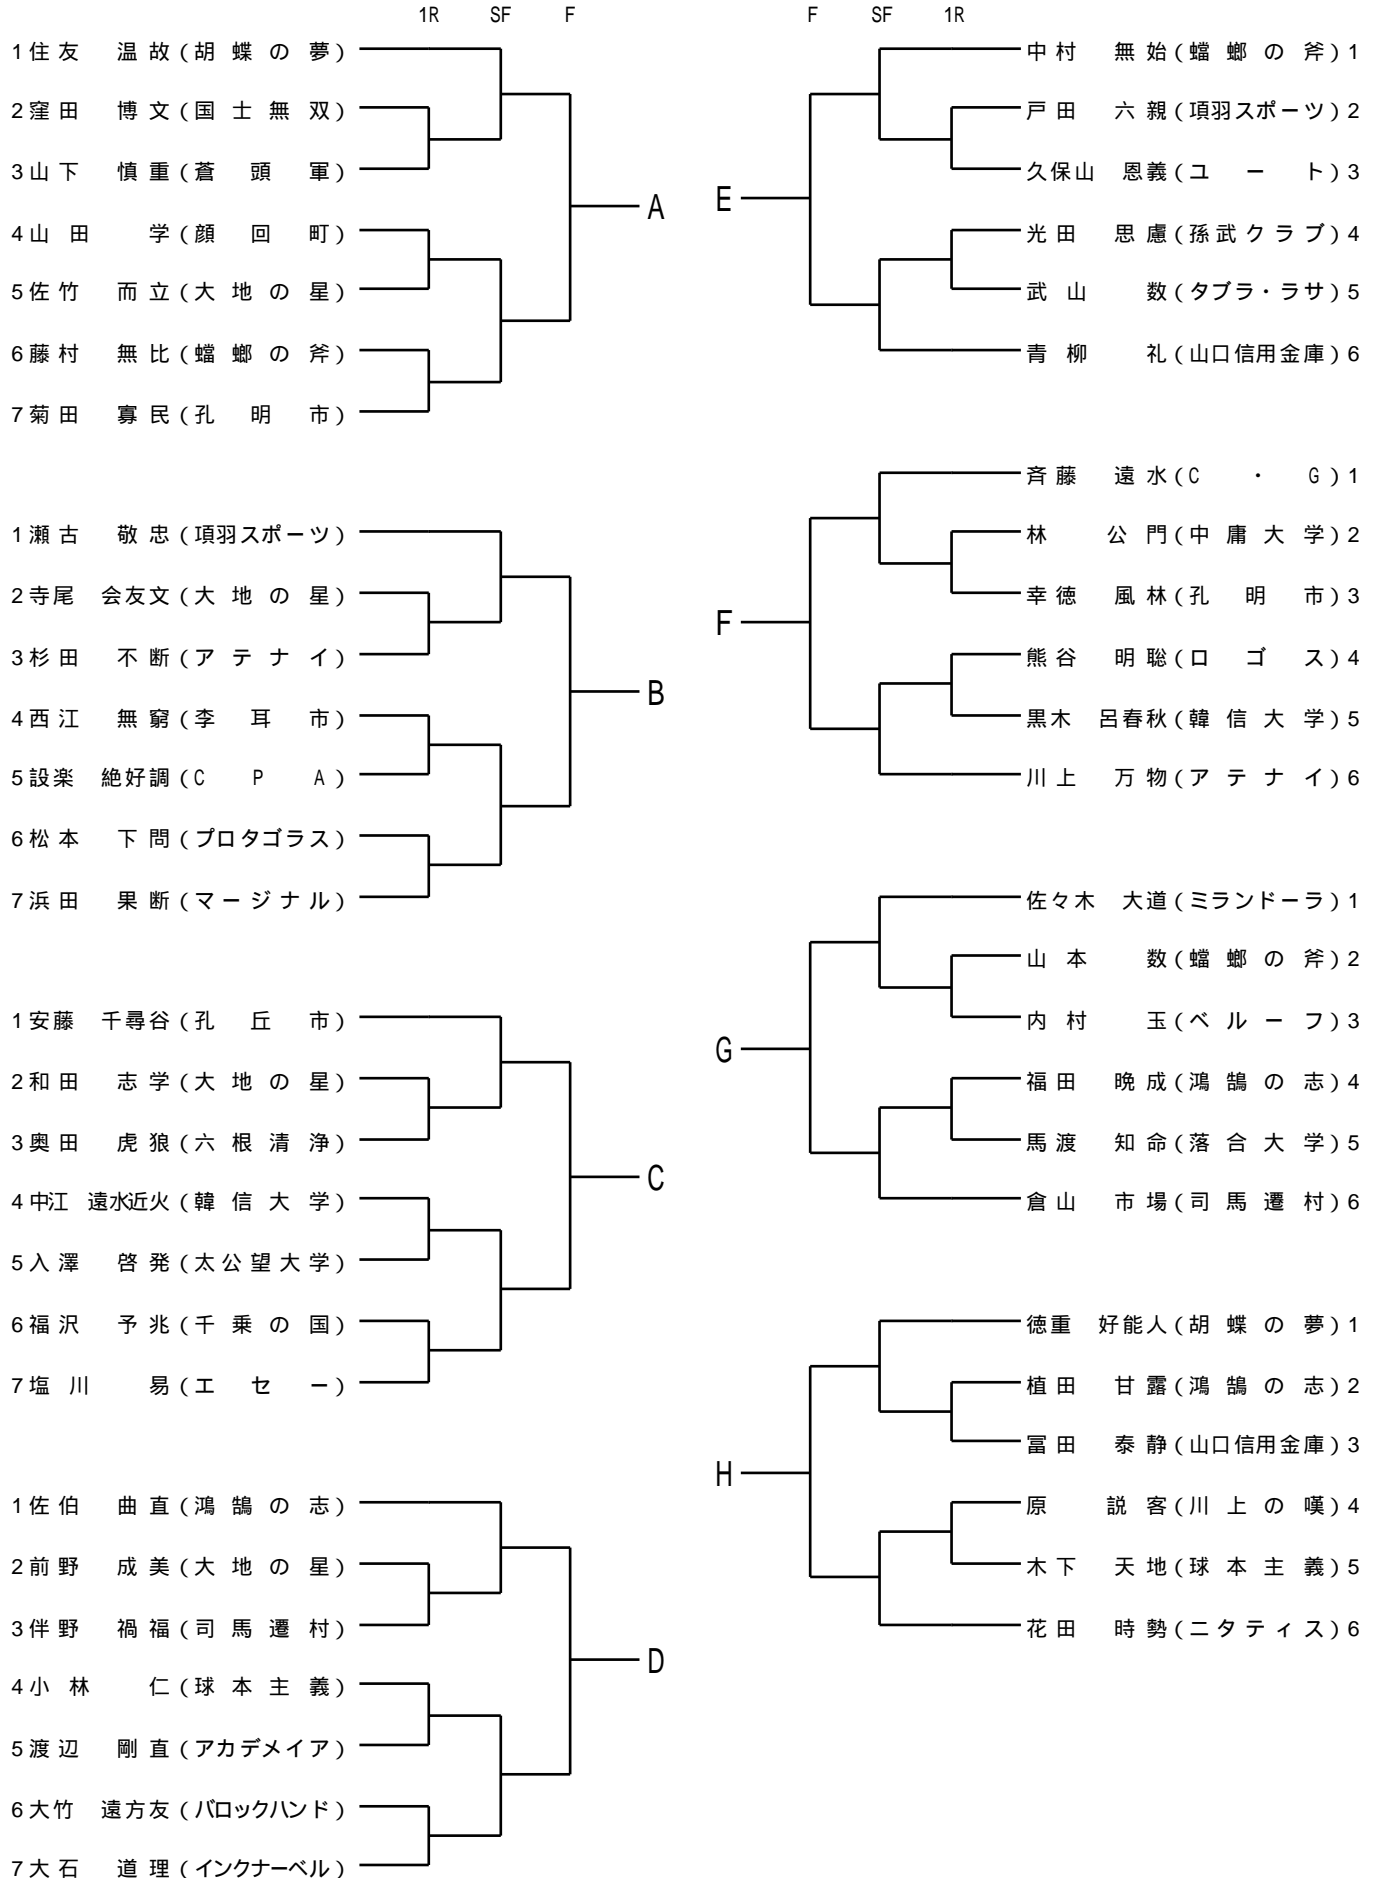 1R SF F
1 住友 温故 (胡蝶の夢)
2 窪田 博文 (国士無双)
3 山下 慎重 (蒼頭軍)
4 山田 学 (顔回町)
5 佐竹 而立 (大地の星)
6 藤村 無比 (蟷螂の斧)
7 菊田 寡民 (孔明市)
A
1 瀬古 敬忠 (項羽スポーツ)
2 寺尾 会友文 (大地の星)
3 杉田 不断 (アテナイ)
4 西江 無窮 (李耳市)
5 設楽 絶好調 (CPA)
6 松本 下問 (プロタゴラス)
7 浜田 果断 (マージナル)
B
1 安藤 千尋谷 (孔丘市)
2 和田 志学 (大地の星)
3 奥田 虎狼 (六根清浄)
4 中江 遠水近火 (韓信大学)
5 入澤 啓発 (太公望大学)
6 福沢 予兆 (千乗の国)
7 塩川 易 (エセー)
C
1 佐伯 曲直 (鴻鵠の志)
2 前野 成美 (大地の星)
3 伴野 禍福 (司馬遷村)
4 小林 仁 (球本主義)
5 渡辺 剛直 (アカデメイア)
6 大竹 遠方友 (バロックハンド)
7 大石 道理 (インクナーベル)
D
F SF 1R
中村 無始 (蟷螂の斧) 1
戸田 六親 (項羽スポーツ) 2
久保山 恩義 (ユート) 3
光田 思慮 (孫武クラブ) 4
武山 数 (タブラ・ラサ) 5
青柳 礼 (山口信用金庫) 6
E
斉藤 遠水 (C・G) 1
林 公門 (中庸大学) 2
幸徳 風林 (孔明市) 3
熊谷 明聡 (ロゴス) 4
黒木 呂春秋 (韓信大学) 5
川上 万物 (アテナイ) 6
F
佐々木 大道 (ミランドーラ) 1
山本 数 (蟷螂の斧) 2
内村 玉 (ベルーフ) 3
福田 晩成 (鴻鵠の志) 4
馬渡 知命 (落合大学) 5
倉山 市場 (司馬遷村) 6
G
徳重 好能人 (胡蝶の夢) 1
植田 甘露 (鴻鵠の志) 2
冨田 泰静 (山口信用金庫) 3
原 説客 (川上の嘆) 4
木下 天地 (球本主義) 5
花田 時勢 (ニタティス) 6
H